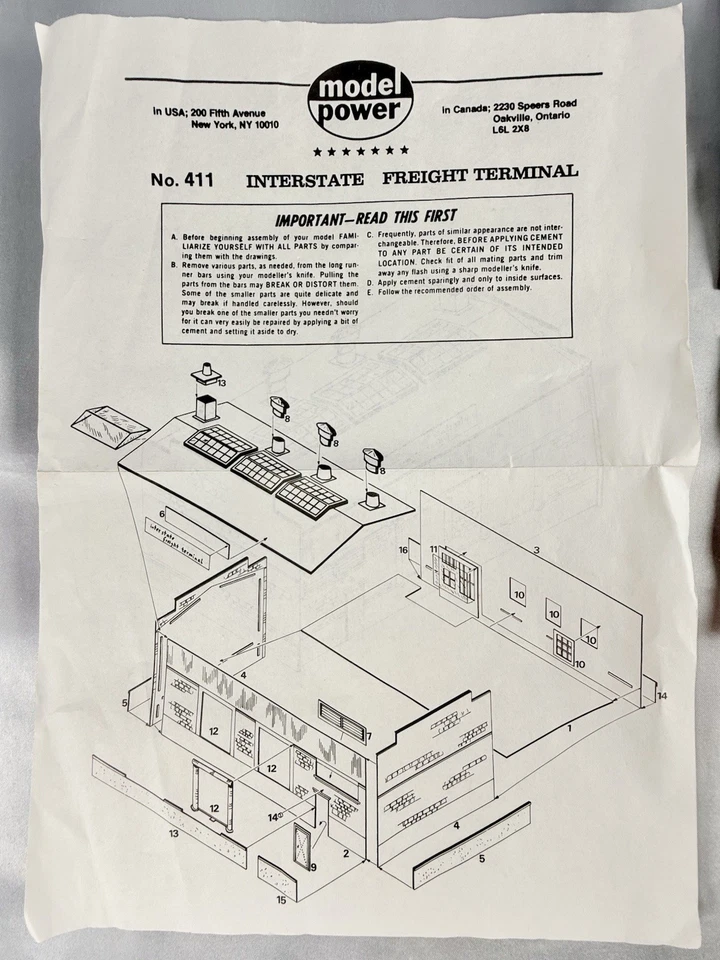 model
power
in USA; 200 Fifth Avenue
New York, NY 10010
in Canada; 2230 Speers Road
Oakville, Ontario
L6L 2X8
No. 411 INTERSTATE FREIGHT TERMINAL
IMPORTANT—READ THIS FIRST
A. Before beginning assembly of your model FAMI-
LIARIZE YOURSELF WITH ALL PARTS by compar-
ing them with the drawings.
B. Remove various parts, as needed, from the long run-
ner bars using your modeller's knife. Pulling the
parts from the bars may BREAK OR DISTORT them.
Some of the smaller parts are quite delicate and
may break if handled carelessly. However, should
you break one of the smaller parts you needn't worry
for it can very easily be repaired by applying a bit of
cement and setting it aside to dry.
C. Frequently, parts of similar appearance are not inter-
changeable. Therefore, BEFORE APPLYING CEMENT
TO ANY PART BE CERTAIN OF ITS INTENDED
LOCATION. Check fit of all mating parts and trim
away any flash using a sharp modeller's knife.
D. Apply cement sparingly and only to inside surfaces.
E. Follow the recommended order of assembly.
13
8
8
8
6
interstate
freight terminal
16
11
3
10
10
10
10
4
14
5
12
7
1
12
12
14
13
9
2
4
5
15